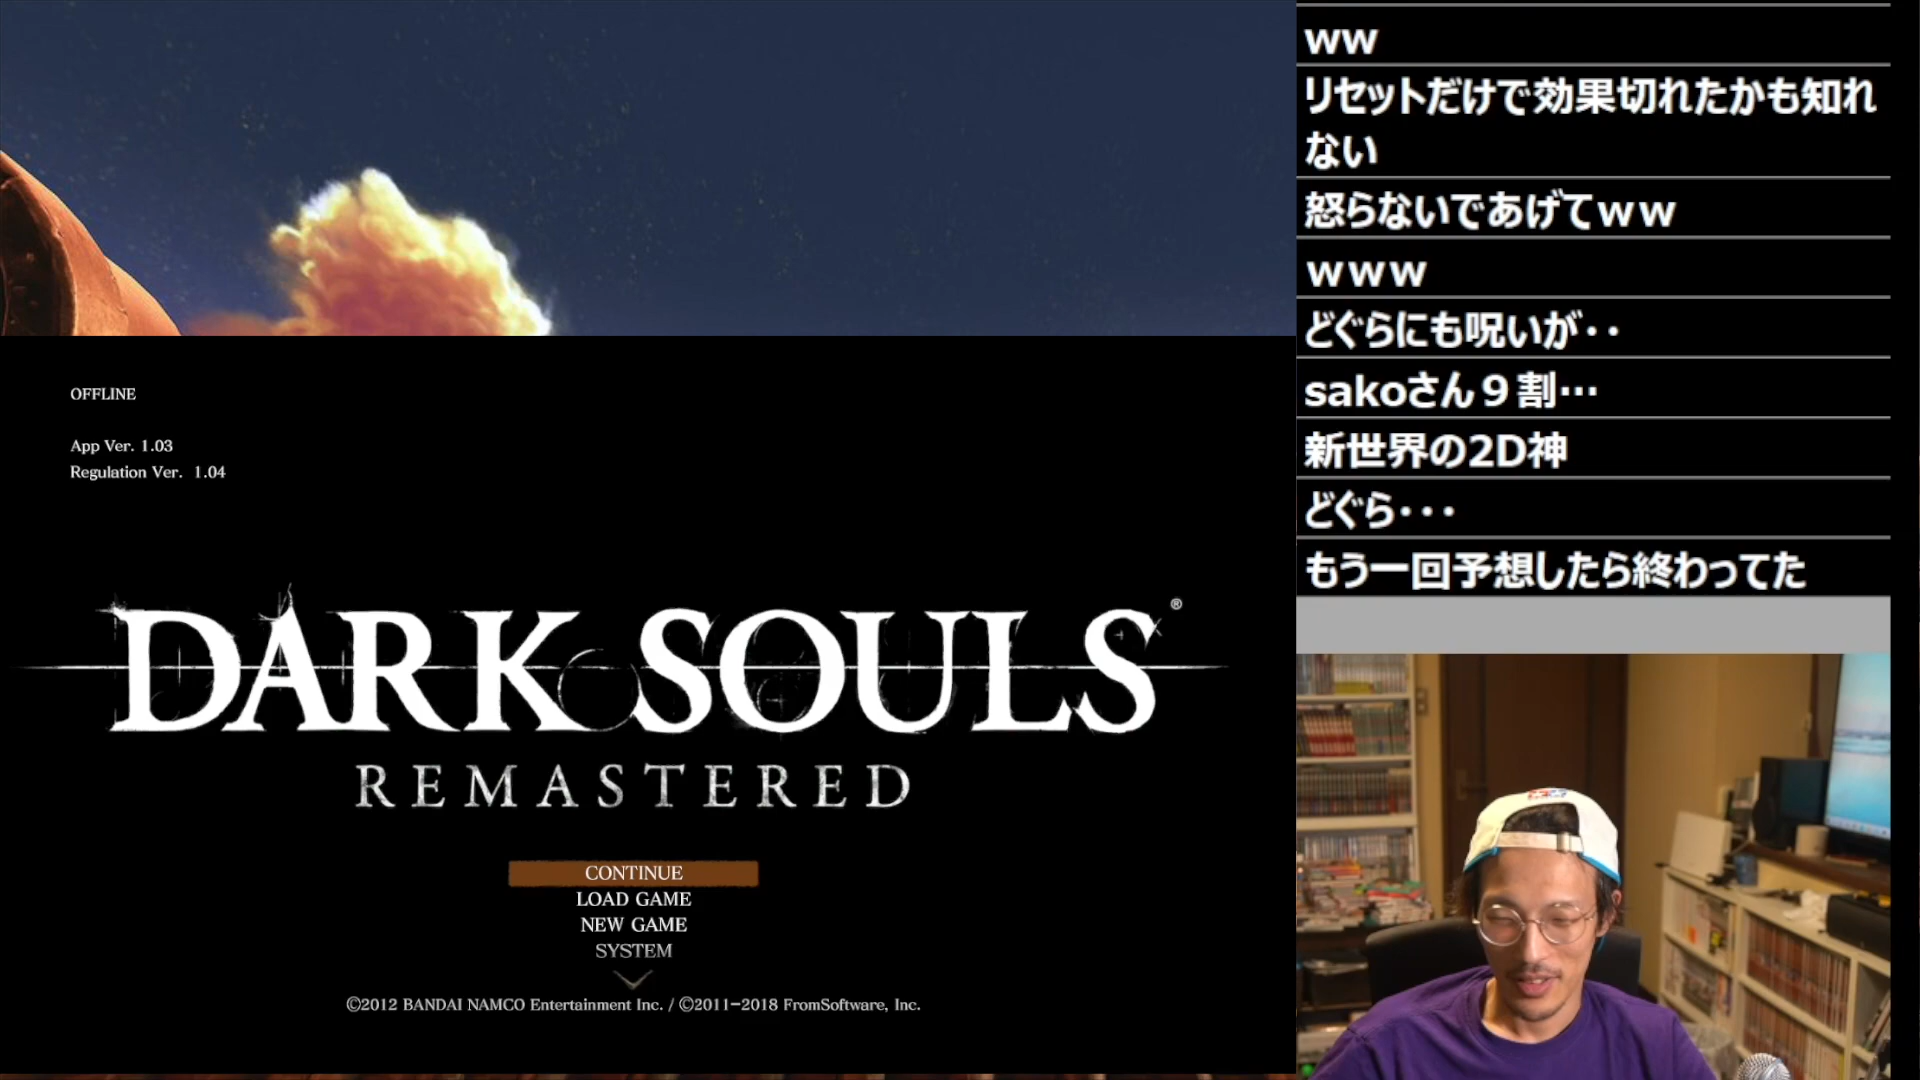 OFFLINE
App Ver. 1.03
Regulation Ver. 1.04
DARK SOULS®
REMASTERED
CONTINUE
LOAD GAME
NEW GAME
SYSTEM
©2012 BANDAI NAMCO Entertainment Inc. / ©2011-2018 FromSoftware, Inc.
ww
リセットだけで効果切れたかも知れ
ない
怒らないであげてｗｗ
ｗｗｗ
どぐらにも呪いが・・
sakoさん９割…
新世界の2D神
どぐら・・・
もう一回予想したら終わってた